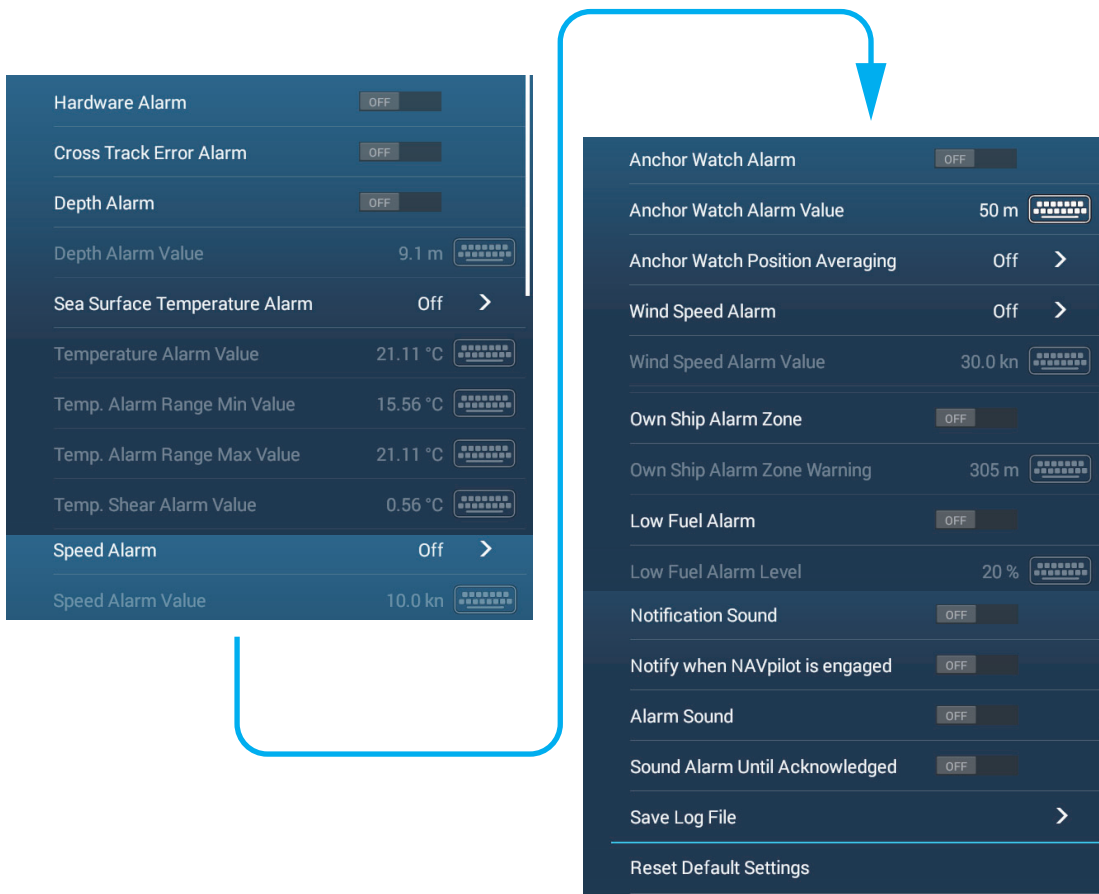 Hardware Alarm OFF
Cross Track Error Alarm OFF
Depth Alarm OFF
Depth Alarm Value 9.1 m
Sea Surface Temperature Alarm Off >
Temperature Alarm Value 21.11 °C
Temp. Alarm Range Min Value 15.56 °C
Temp. Alarm Range Max Value 21.11 °C
Temp. Shear Alarm Value 0.56 °C
Speed Alarm Off >
Speed Alarm Value 10.0 kn
Anchor Watch Alarm OFF
Anchor Watch Alarm Value 50 m
Anchor Watch Position Averaging Off >
Wind Speed Alarm Off >
Wind Speed Alarm Value 30.0 kn
Own Ship Alarm Zone OFF
Own Ship Alarm Zone Warning 305 m
Low Fuel Alarm OFF
Low Fuel Alarm Level 20 %
Notification Sound OFF
Notify when NAVpilot is engaged OFF
Alarm Sound OFF
Sound Alarm Until Acknowledged OFF
Save Log File >
Reset Default Settings